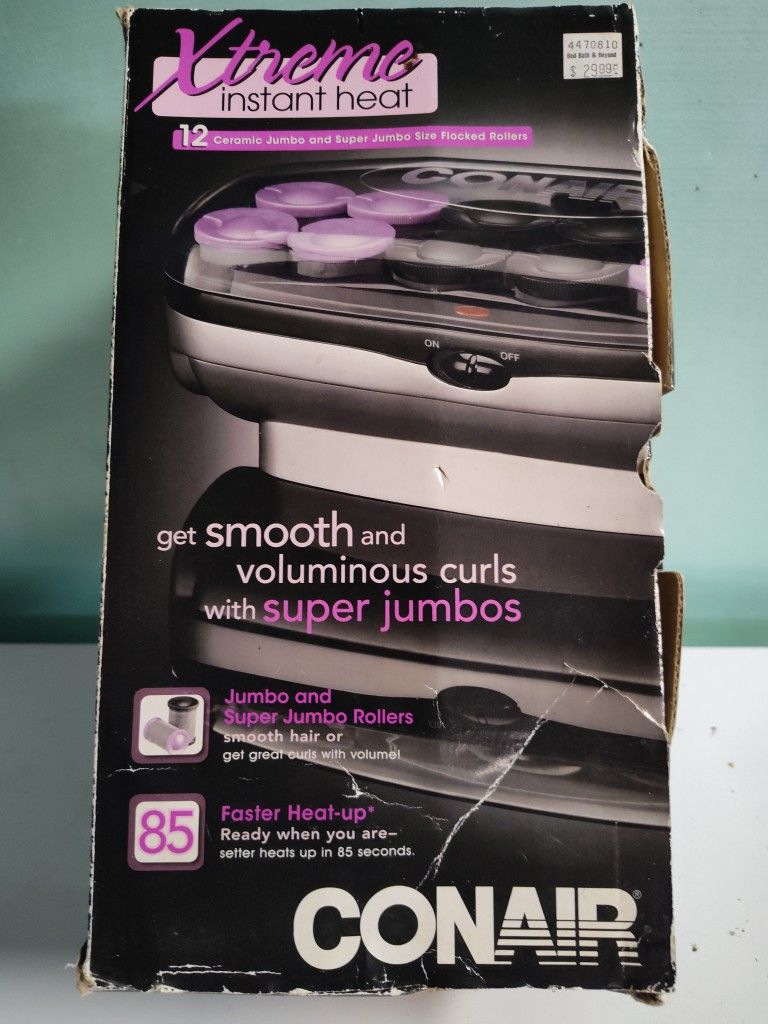 Xtreme
instant heat
4470810
Bed Bath & Beyond
$ 29.99
12 Ceramic Jumbo and Super Jumbo Size Flocked Rollers
CONAIR
ON
OFF
get smooth and
voluminous curls
with super jumbos
Jumbo and
Super Jumbo Rollers
smooth hair or
get great curls with volume!
85
Faster Heat-up*
Ready when you are–
setter heats up in 85 seconds.
CONAIR®